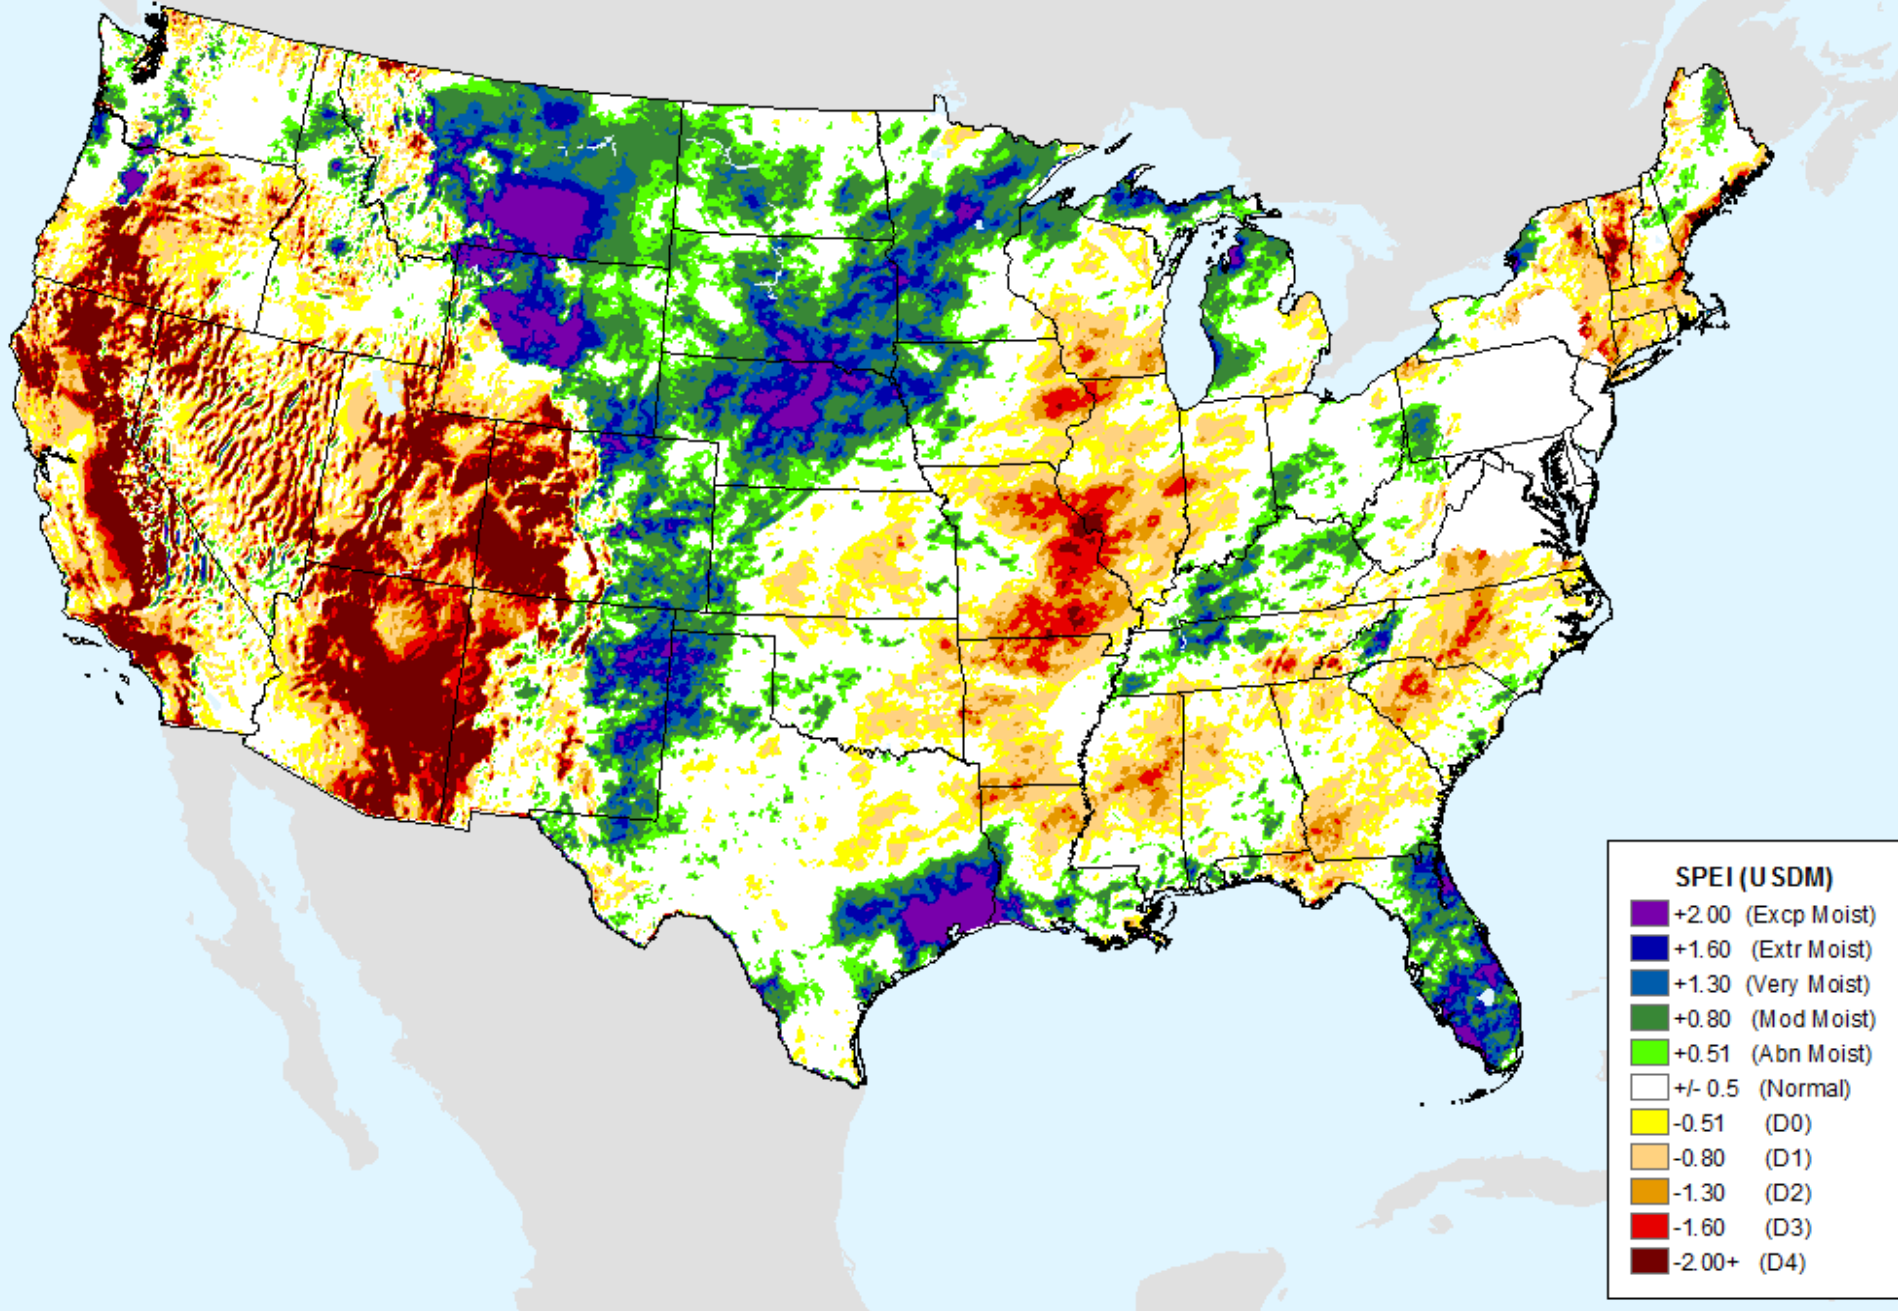 SPEI (USDM)
+2.00 (Excp Moist)
+1.60 (Extr Moist)
+1.30 (Very Moist)
+0.80 (Mod Moist)
+0.51 (Abn Moist)
+/- 0.5 (Normal)
-0.51 (D0)
-0.80 (D1)
-1.30 (D2)
-1.60 (D3)
-2.00+ (D4)